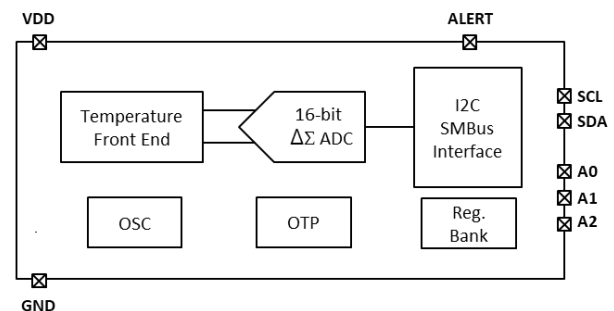 VDD
ALERT
Temperature
Front End
16-bit
ΔΣ ADC
I2C
SMBus
Interface
SCL
SDA
A0
A1
A2
OSC
OTP
Reg.
Bank
GND